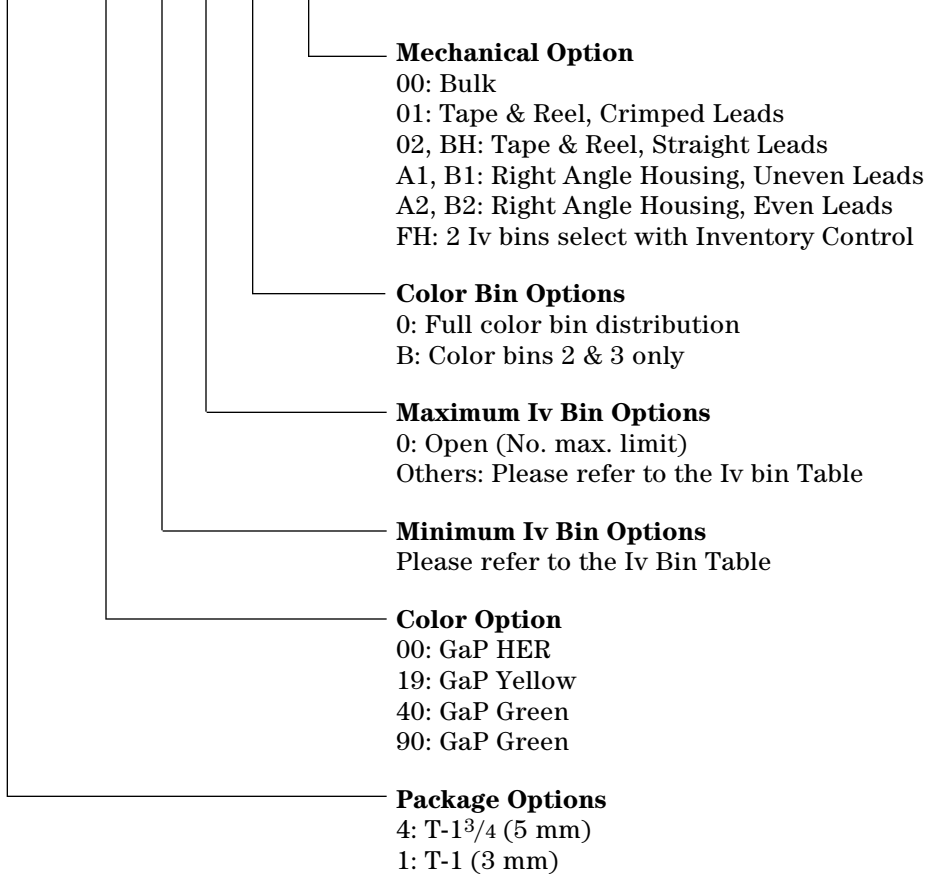 Mechanical Option
00: Bulk
01: Tape & Reel, Crimped Leads
02, BH: Tape & Reel, Straight Leads
A1, B1: Right Angle Housing, Uneven Leads
A2, B2: Right Angle Housing, Even Leads
FH: 2 Iv bins select with Inventory Control
Color Bin Options
0: Full color bin distribution
B: Color bins 2 & 3 only
Maximum Iv Bin Options
0: Open (No. max. limit)
Others: Please refer to the Iv bin Table
Minimum Iv Bin Options
Please refer to the Iv Bin Table
Color Option
00: GaP HER
19: GaP Yellow
40: GaP Green
90: GaP Green
Package Options
4: T-13/4 (5 mm)
1: T-1 (3 mm)